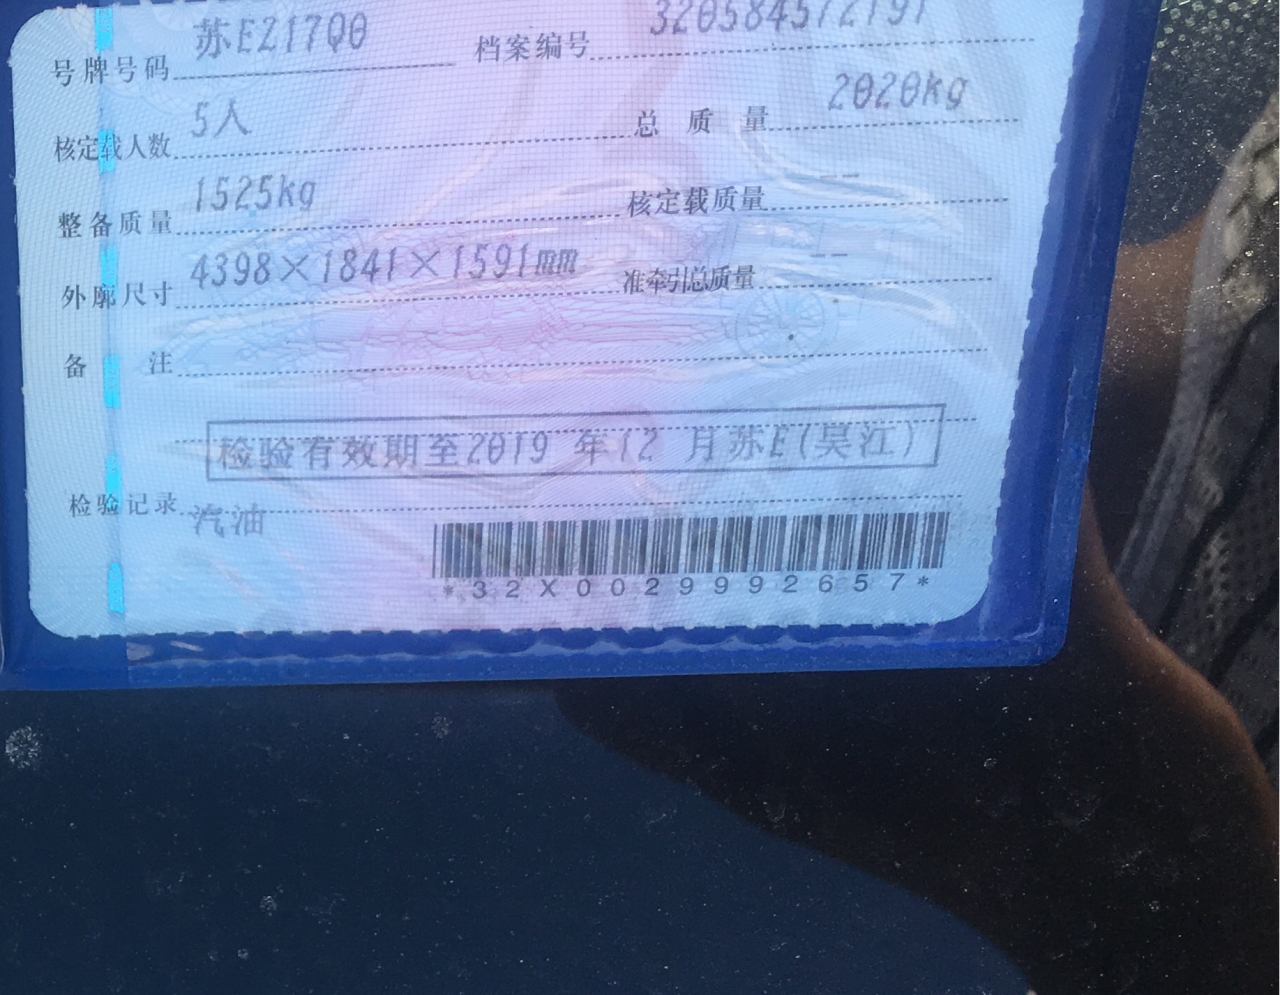 号牌号码 苏EZ17Q0 档案编号 320584572191
核定载人数 5人 总质量 2020kg
整备质量 1525kg 核定载质量 --
外廓尺寸 4398×1841×1591mm 准牵引总质量 --
备注
检验有效期至2019年12月苏E(吴江)
检验记录
汽油
*32X0029992657*